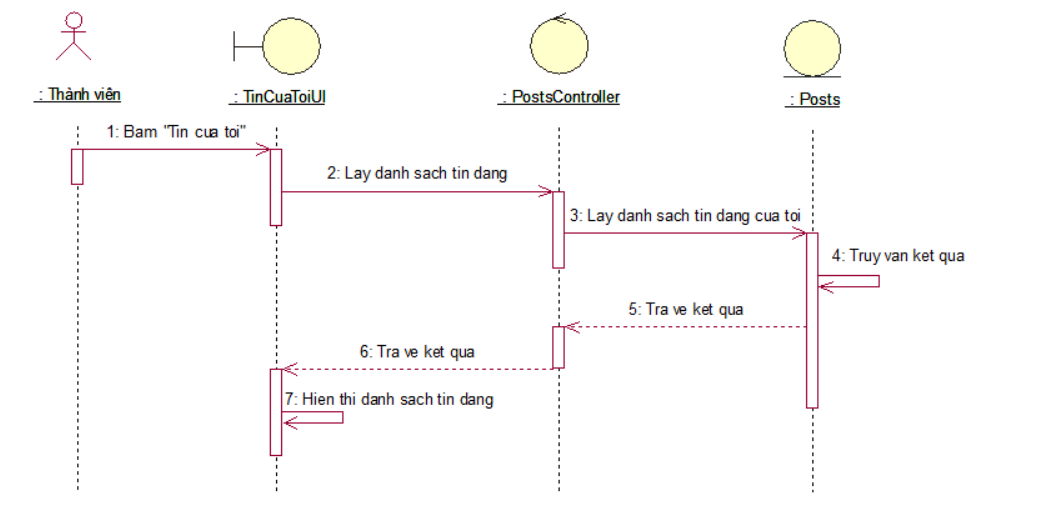 : Thành viên
: TinCuaToiUI
: PostsController
: Posts
1: Bam "Tin cua toi"
2: Lay danh sach tin dang
3: Lay danh sach tin dang cua toi
4: Truy van ket qua
5: Tra ve ket qua
6: Tra ve ket qua
7: Hien thi danh sach tin dang